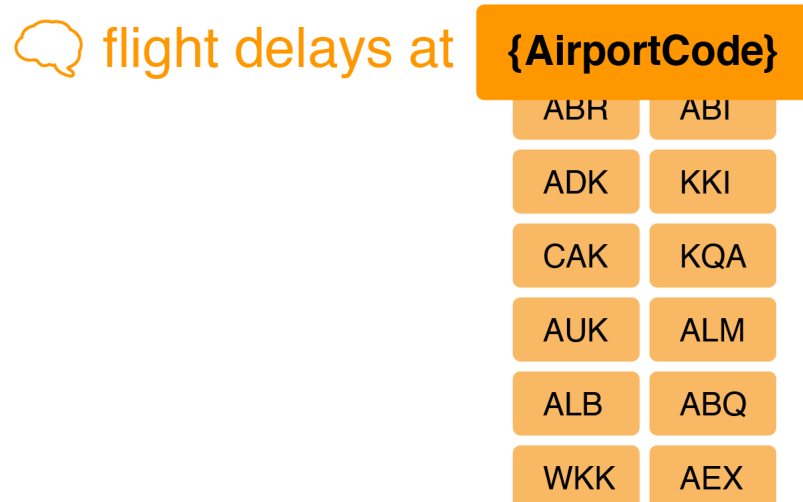 flight delays at {AirportCode}
ABR ABI
ADK KKI
CAK KQA
AUK ALM
ALB ABQ
WKK AEX